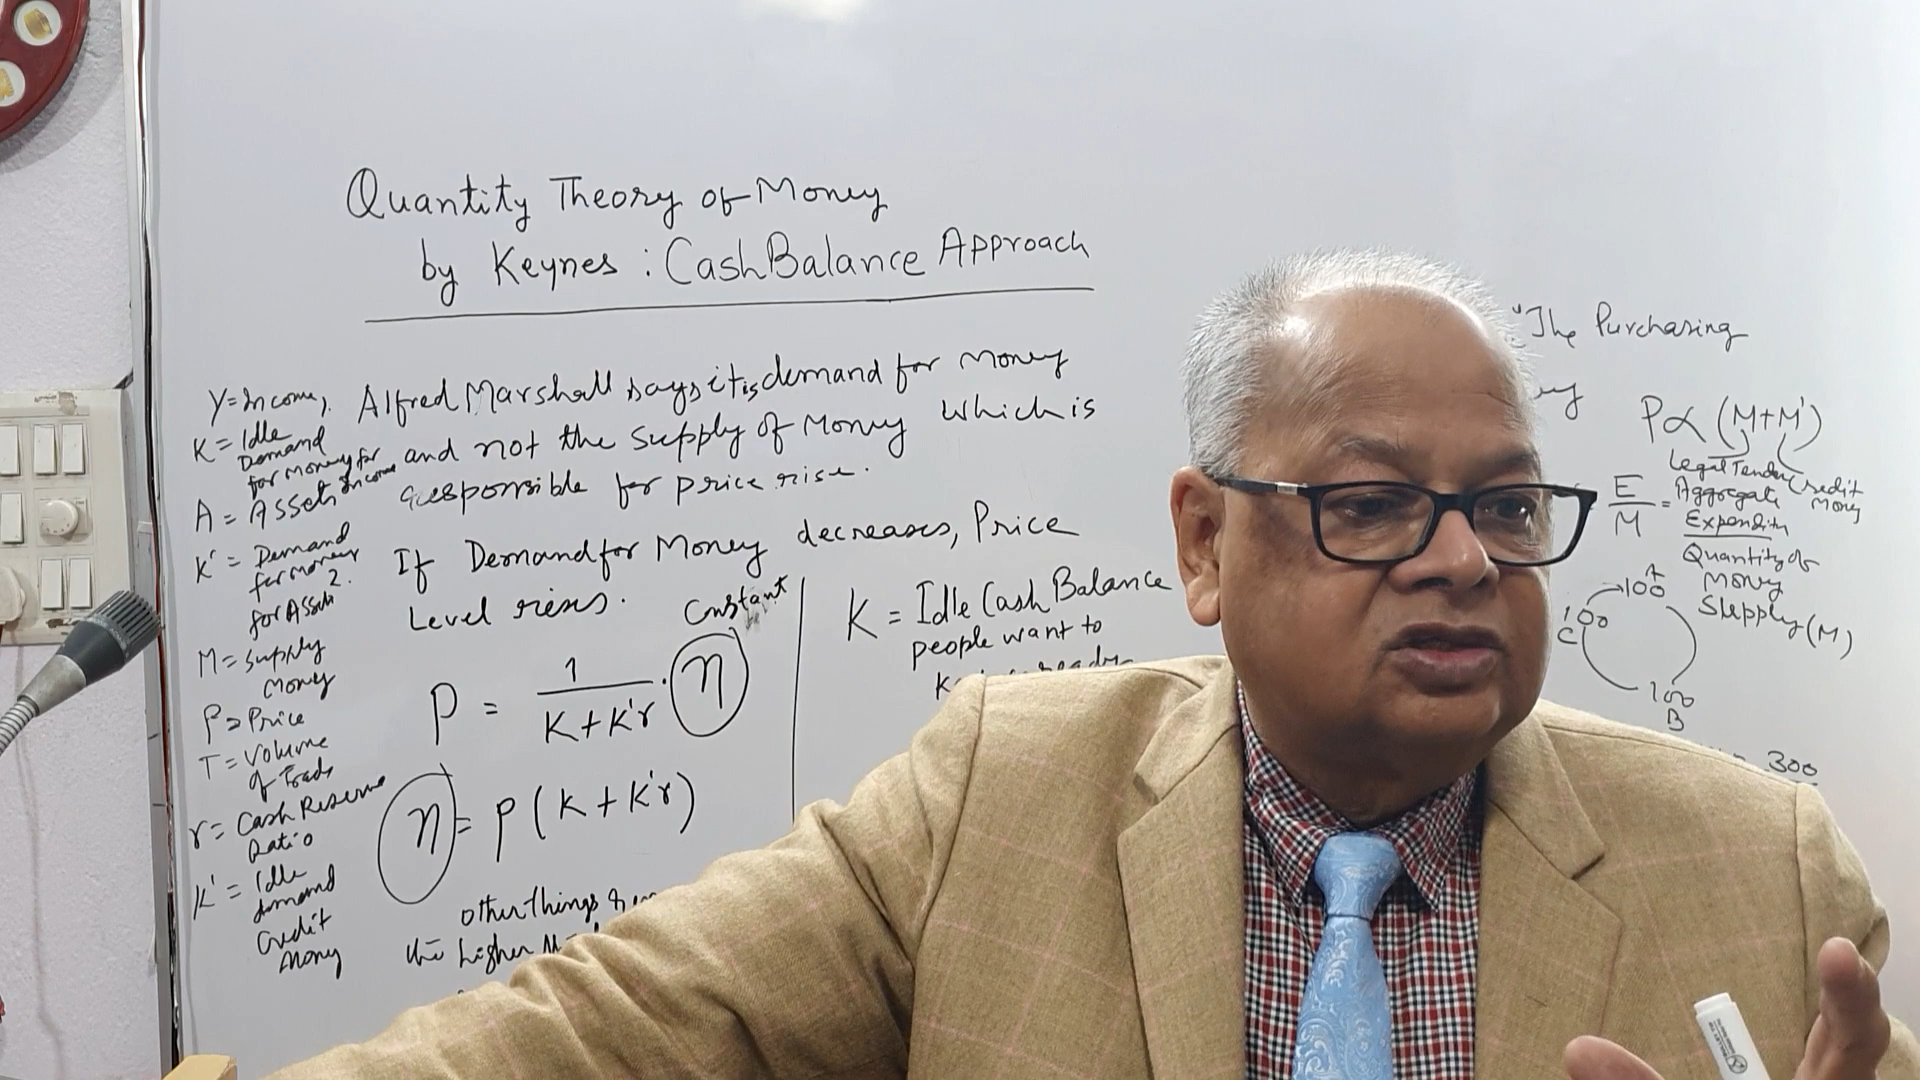 Quantity Theory of Money
by Keynes : Cash Balance Approach
Y = Income,
K = Idle
Demand
for money for
Income
A = Assets
K' = Demand
for money
for Assets
2.
M = Supply
Money
P = Price
T = Volume
of Trade
r = Cash Reserve
Ratio
K' = Idle
demand
Credit
Money
Alfred Marshall says it is demand for money
and not the supply of Money which is
responsible for price rise.
If Demand for Money decreases, Price
Level rises.
Constant
P = 1 / K + K'r . n
n = p (K + K'r)
other things
the higher
K = Idle Cash Balance
people want to
ready
"The Purchasing
P ∝ (M+M')
Legal Tender Credit
Money
E / M = Aggregate
Expenditure
Quantity of
Money
Supply (M)
A
100
100
C
100
B
300